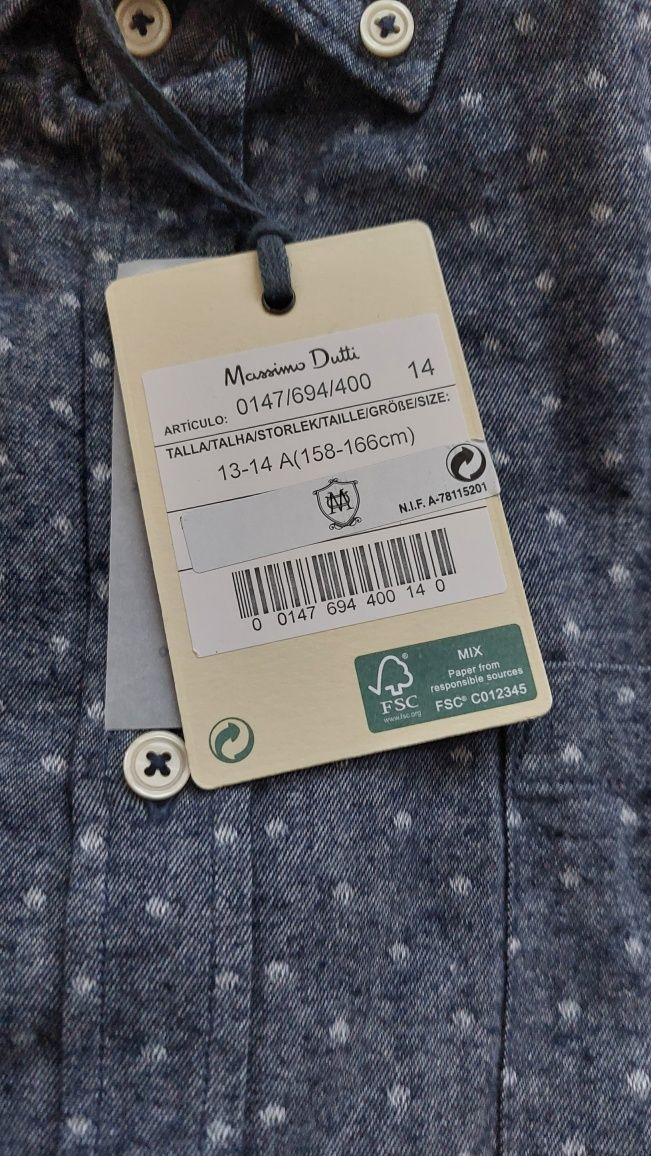 Massimo Dutti
ARTÍCULO: 0147/694/400 14
TALLA/TALHA/STORLEK/TAILLE/GRÖßE/SIZE:
13-14 A(158-166cm)
N.I.F. A-78115201
0 0147 694 400 14 0
MIX
Paper from
responsible sources
FSC® C012345
FSC
www.fsc.org